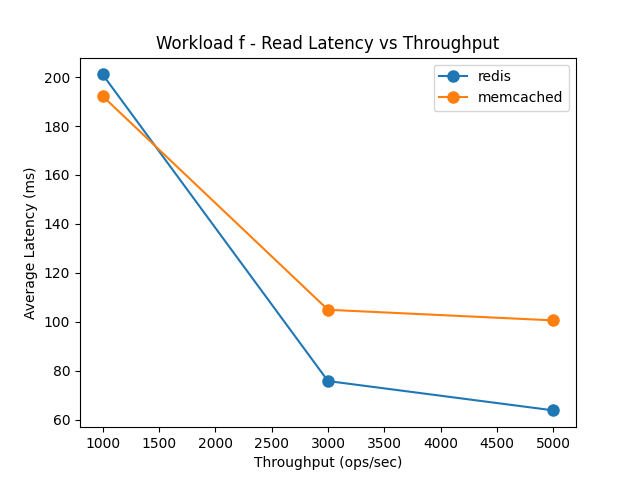 Workload f - Read Latency vs Throughput
redis
memcached
Average Latency (ms)
200
180
160
140
120
100
80
60
1000 1500 2000 2500 3000 3500 4000 4500 5000
Throughput (ops/sec)